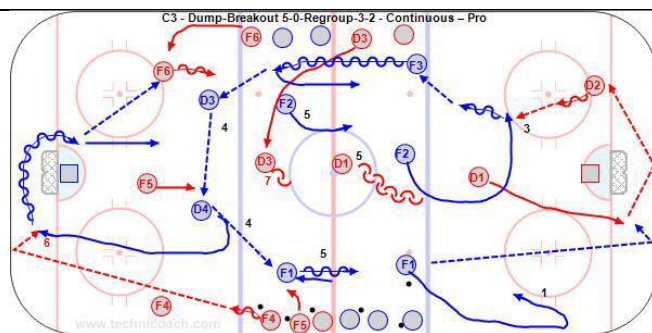 C3 - Dump-Breakout 5-0-Regroup-3-2 - Continuous – Pro
F6
D3
F6
F3
D2
D3
F2
5
4
3
F2
D3
D1
5
7
D1
F5
D4
4
6
5
F1
F1
1
F4
F4
F5
www.technicoach.com